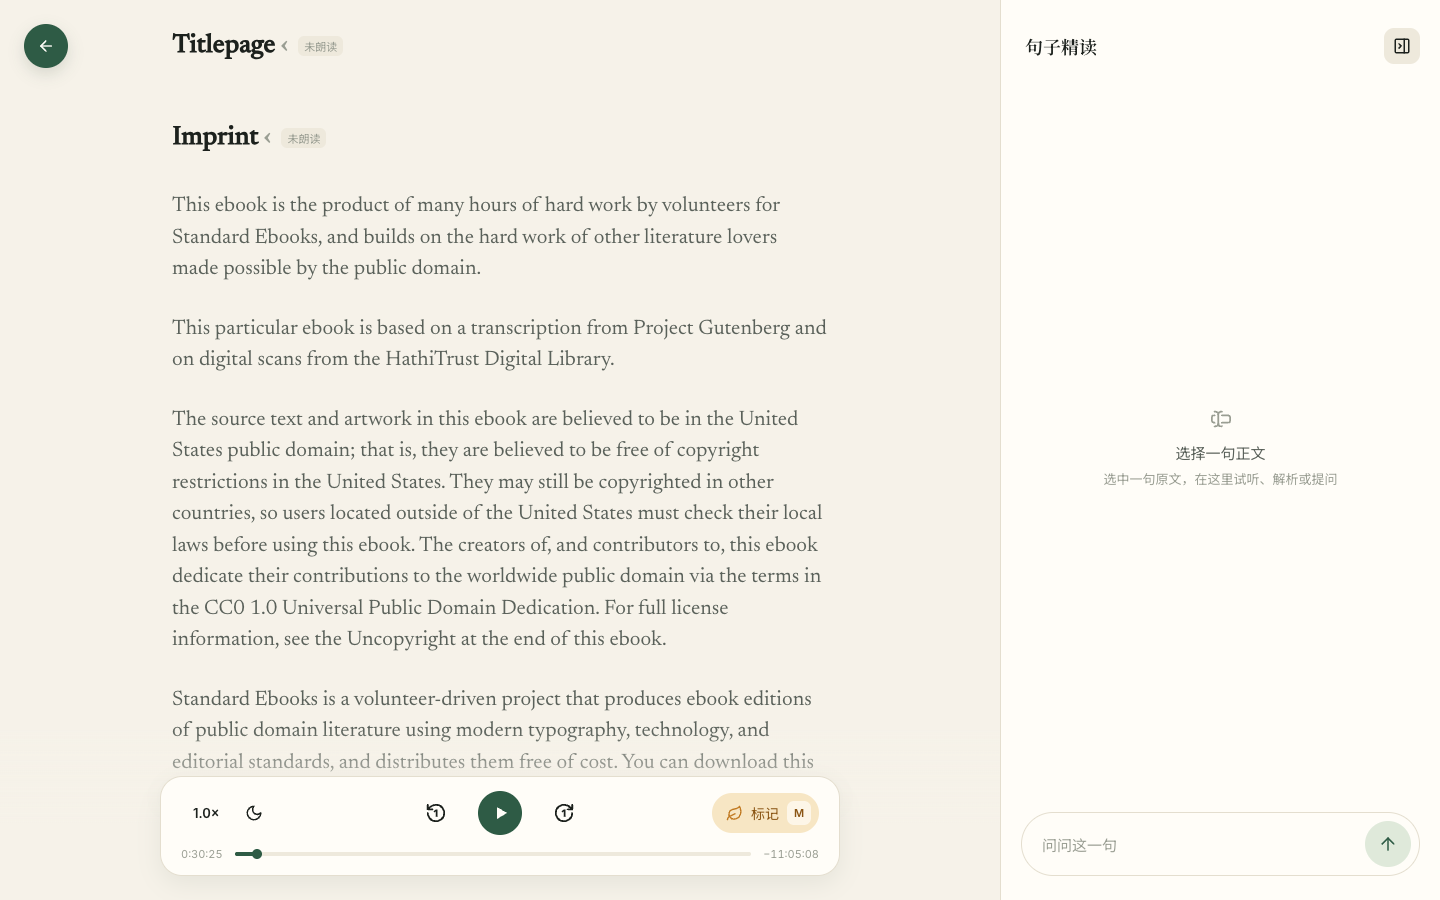 Titlepage
未朗读
Imprint
未朗读
This ebook is the product of many hours of hard work by volunteers for
Standard Ebooks, and builds on the hard work of other literature lovers
made possible by the public domain.
This particular ebook is based on a transcription from Project Gutenberg and
on digital scans from the HathiTrust Digital Library.
The source text and artwork in this ebook are believed to be in the United
States public domain; that is, they are believed to be free of copyright
restrictions in the United States. They may still be copyrighted in other
countries, so users located outside of the United States must check their local
laws before using this ebook. The creators of, and contributors to, this ebook
dedicate their contributions to the worldwide public domain via the terms in
the CC0 1.0 Universal Public Domain Dedication. For full license
information, see the Uncopyright at the end of this ebook.
Standard Ebooks is a volunteer-driven project that produces ebook editions
of public domain literature using modern typography, technology, and
editorial standards, and distributes them free of cost. You can download this
1.0×
1
1
标记
M
0:30:25
−11:05:08
句子精读
选择一句正文
选中一句原文，在这里试听、解析或提问
问问这一句